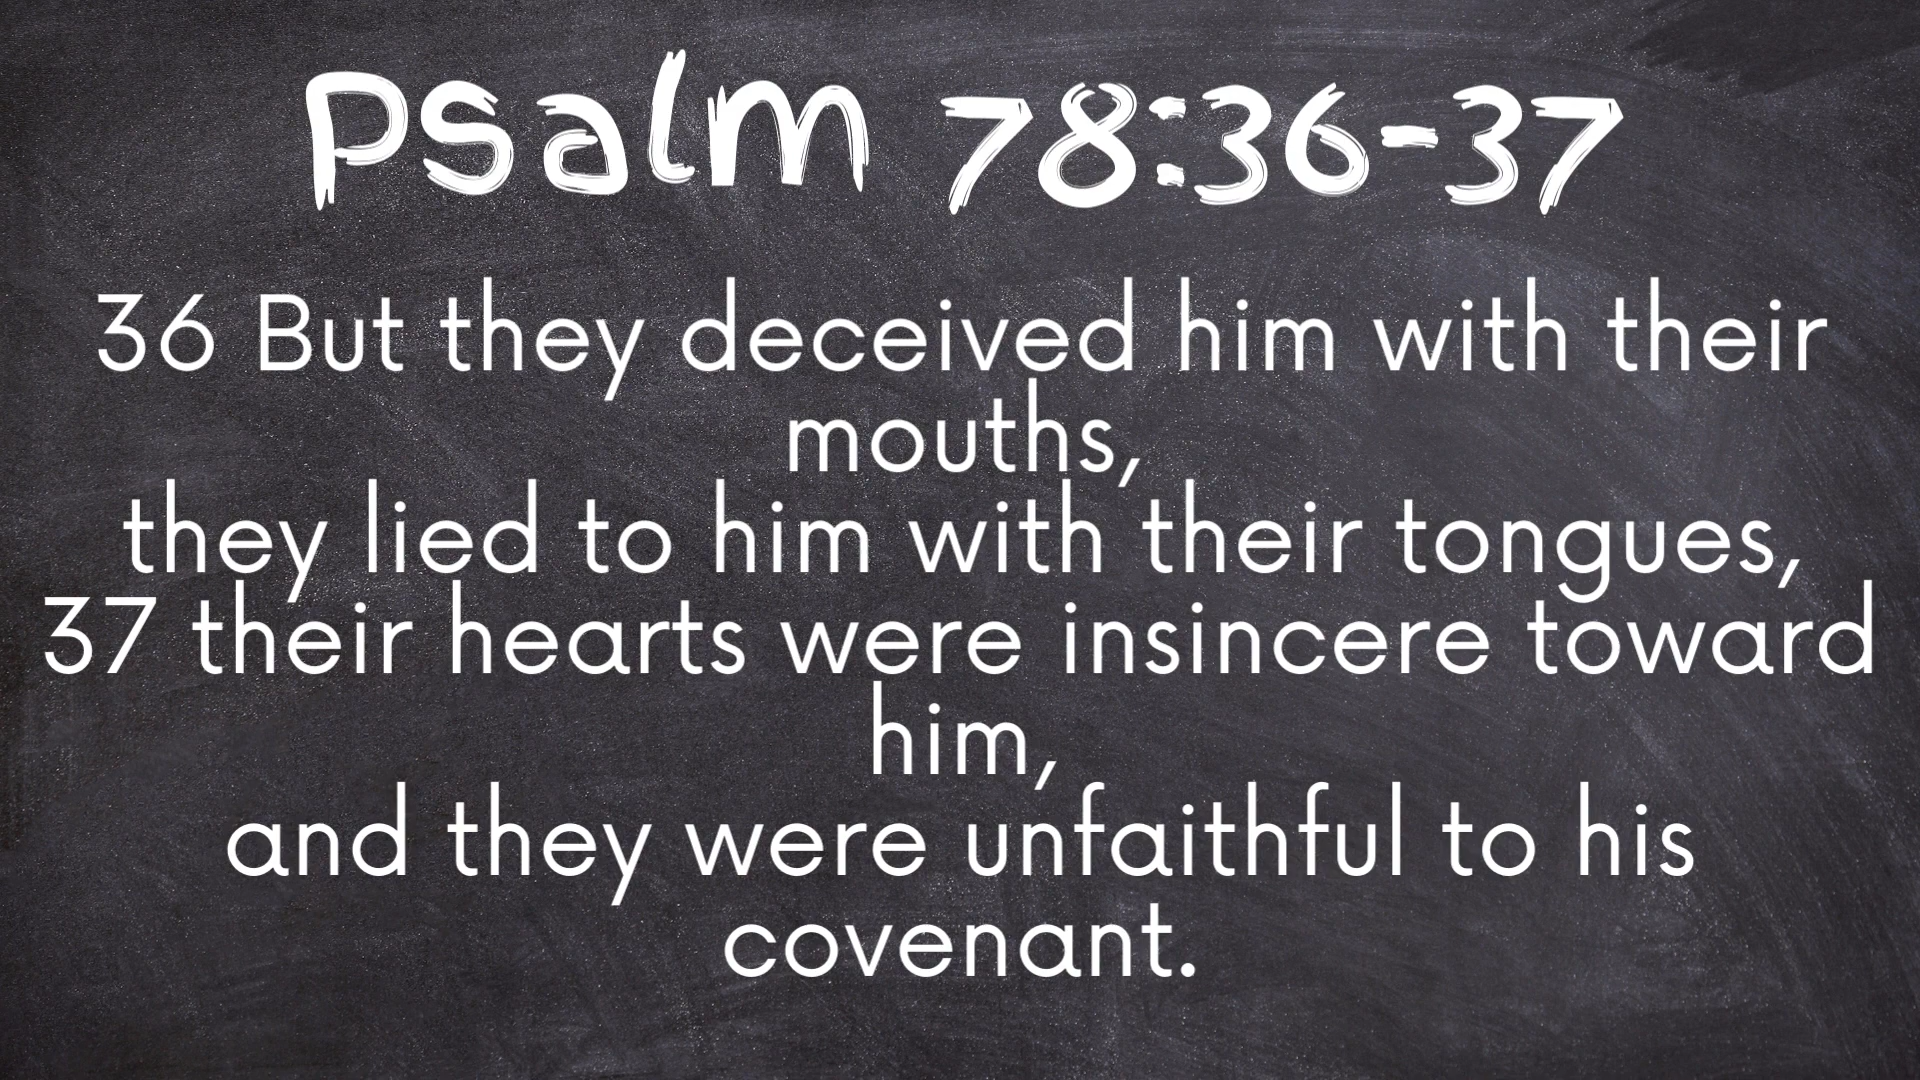 Psalm 78:36-37
36 But they deceived him with their
mouths,
they lied to him with their tongues,
37 their hearts were insincere toward
him,
and they were unfaithful to his
covenant.